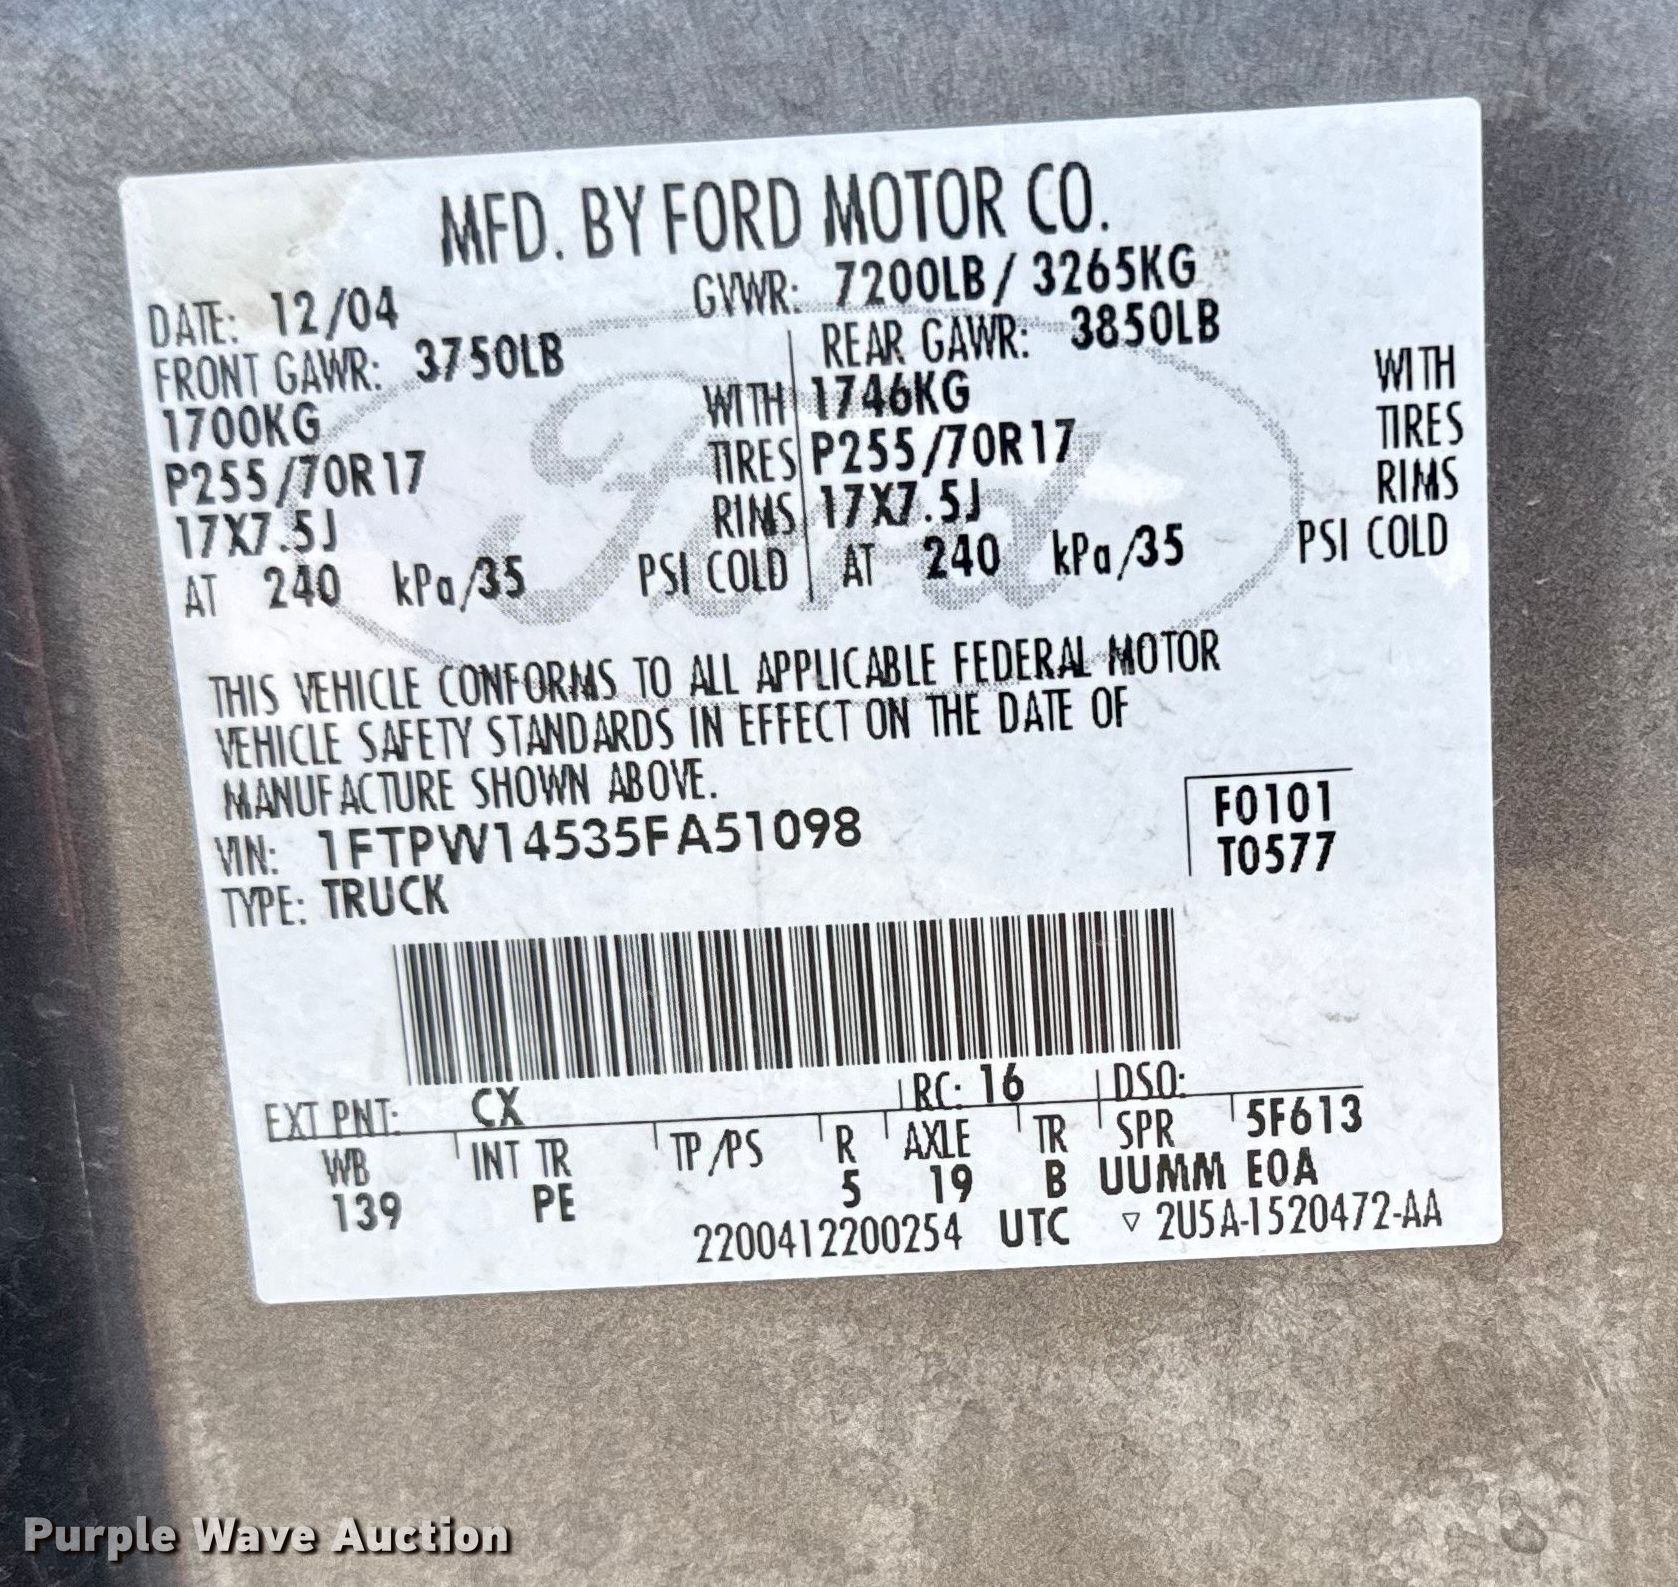 MFD. BY FORD MOTOR CO.
DATE: 12/04 GVWR: 7200LB / 3265KG
FRONT GAWR: 3750LB REAR GAWR: 3850LB
1700KG WITH 1746KG WITH
P255/70R17 TIRES P255/70R17 TIRES
17X7.5J RIMS 17X7.5J RIMS
AT 240 kPa/35 PSI COLD AT 240 kPa/35 PSI COLD
Ford
THIS VEHICLE CONFORMS TO ALL APPLICABLE FEDERAL MOTOR
VEHICLE SAFETY STANDARDS IN EFFECT ON THE DATE OF
MANUFACTURE SHOWN ABOVE.
VIN: 1FTPW14535FA51098
F0101
T0577
TYPE: TRUCK
EXT PNT: CX RC: 16 DSO:
WB INT TR TP/PS R AXLE TR SPR 5F613
139 PE 5 19 B UUMM E0A
2200412200254 UTC ▽ 2U5A-1520472-AA
Purple Wave Auction